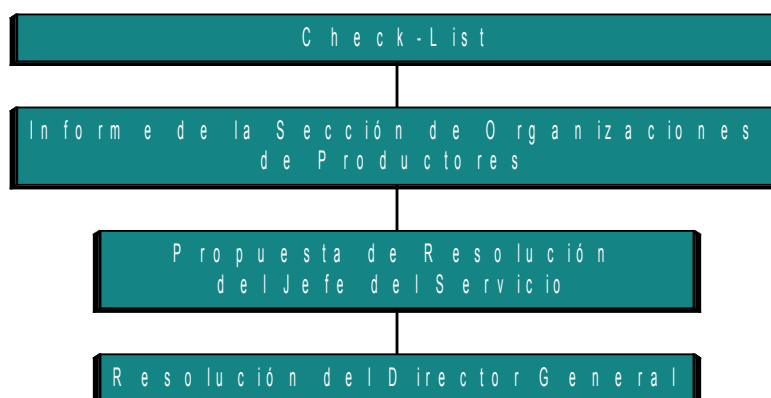 Check-List
Informe de la Sección de Organizaciones
de Productores
Propuesta de Resolución
del Jefe del Servicio
Resolución del Director General